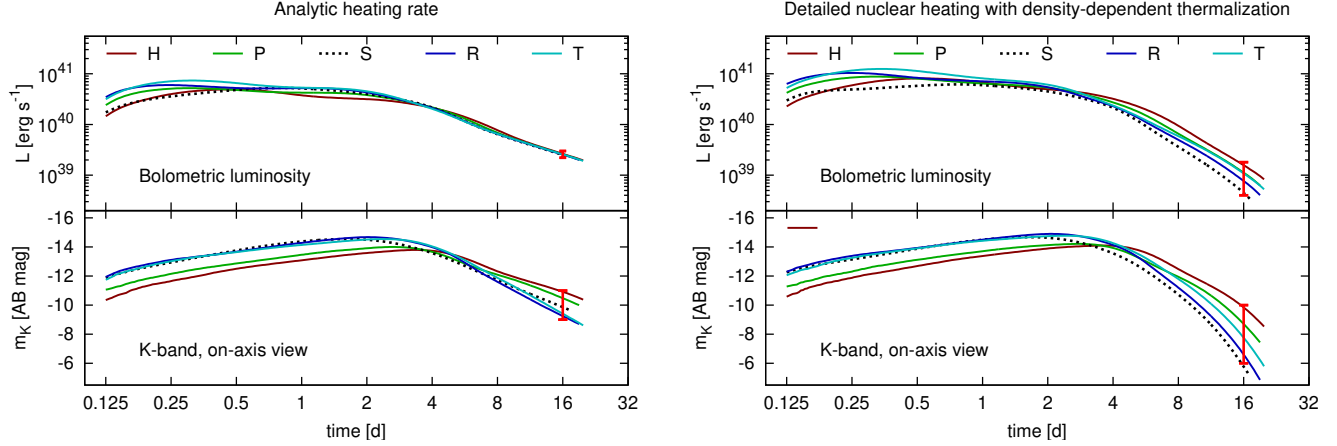 Analytic heating rate
H P S R T
10^41
10^40
10^39
L [erg s^-1]
Bolometric luminosity
-16
-14
-12
-10
-8
-6
m_K [AB mag]
K-band, on-axis view
0.125 0.25 0.5 1 2 4 8 16 32
time [d]
Detailed nuclear heating with density-dependent thermalization
H P S R T
10^41
10^40
10^39
L [erg s^-1]
Bolometric luminosity
-16
-14
-12
-10
-8
-6
m_K [AB mag]
K-band, on-axis view
0.125 0.25 0.5 1 2 4 8 16 32
time [d]